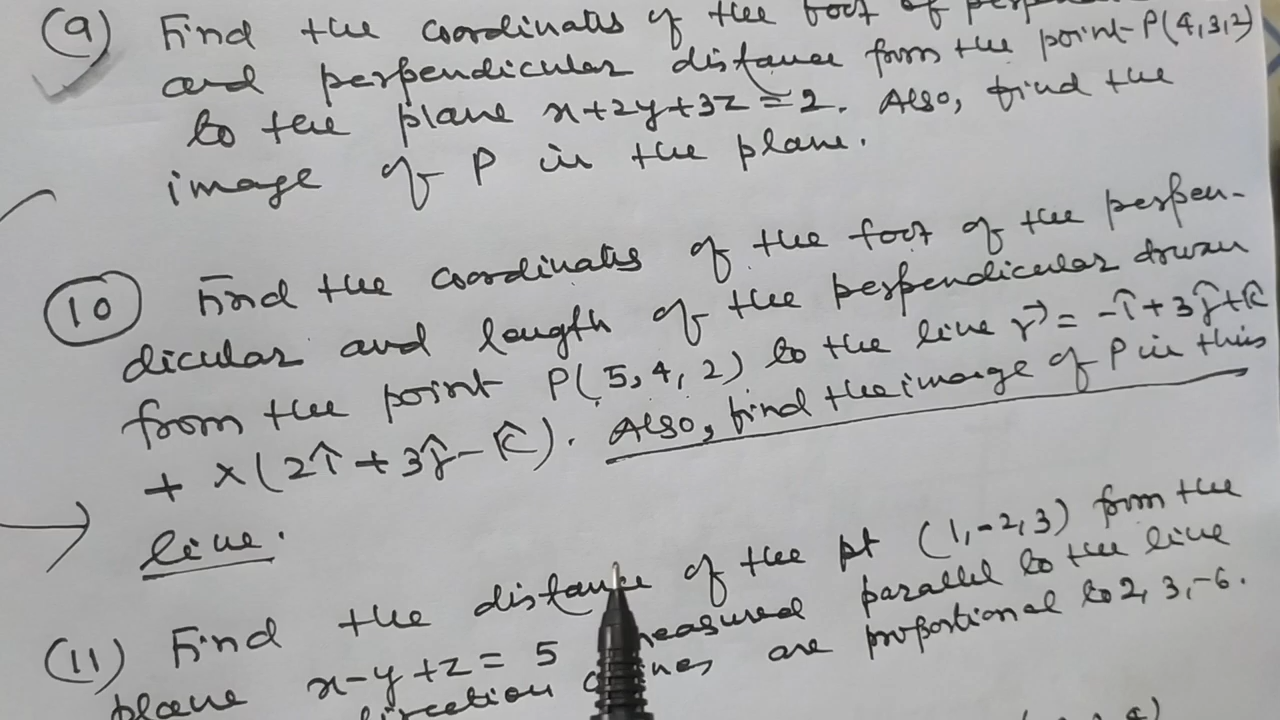 (9) Find the coordinates of the foot of
and perpendicular distance from the point P(4,3,2)
to the plane x+2y+3z=2. Also, find the
image of P in the plane.
(10) Find the coordinates of the foot of the perpen-
dicular and length of the perpendicular drawn
from the point P(5,4,2) to the line r⃗ = -î+3ĵ+k̂
+ λ(2î+3ĵ-k̂). Also, find the image of P in this
line.
(11) Find the distance of the pt (1,-2,3) from the
plane x-y+z=5 measured parallel to the line
direction are proportional to 2, 3, -6.